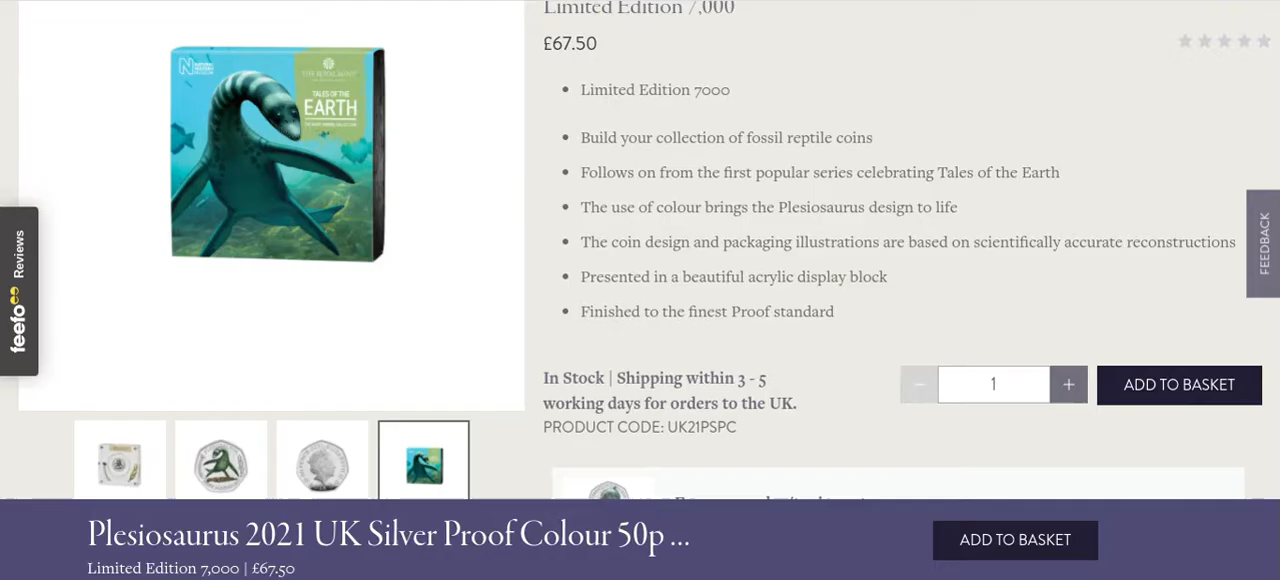 Limited Edition 7,000
£67.50
NATURAL HISTORY MUSEUM
THE ROYAL MINT
TALES OF THE
EARTH
Limited Edition 7000
Build your collection of fossil reptile coins
Follows on from the first popular series celebrating Tales of the Earth
The use of colour brings the Plesiosaurus design to life
The coin design and packaging illustrations are based on scientifically accurate reconstructions
Presented in a beautiful acrylic display block
Finished to the finest Proof standard
feefo Reviews
FEEDBACK
In Stock | Shipping within 3 - 5
working days for orders to the UK.
PRODUCT CODE: UK21PSPC
− 1 +
ADD TO BASKET
Plesiosaurus 2021 UK Silver Proof Colour 50p ...
Limited Edition 7,000 | £67.50
ADD TO BASKET